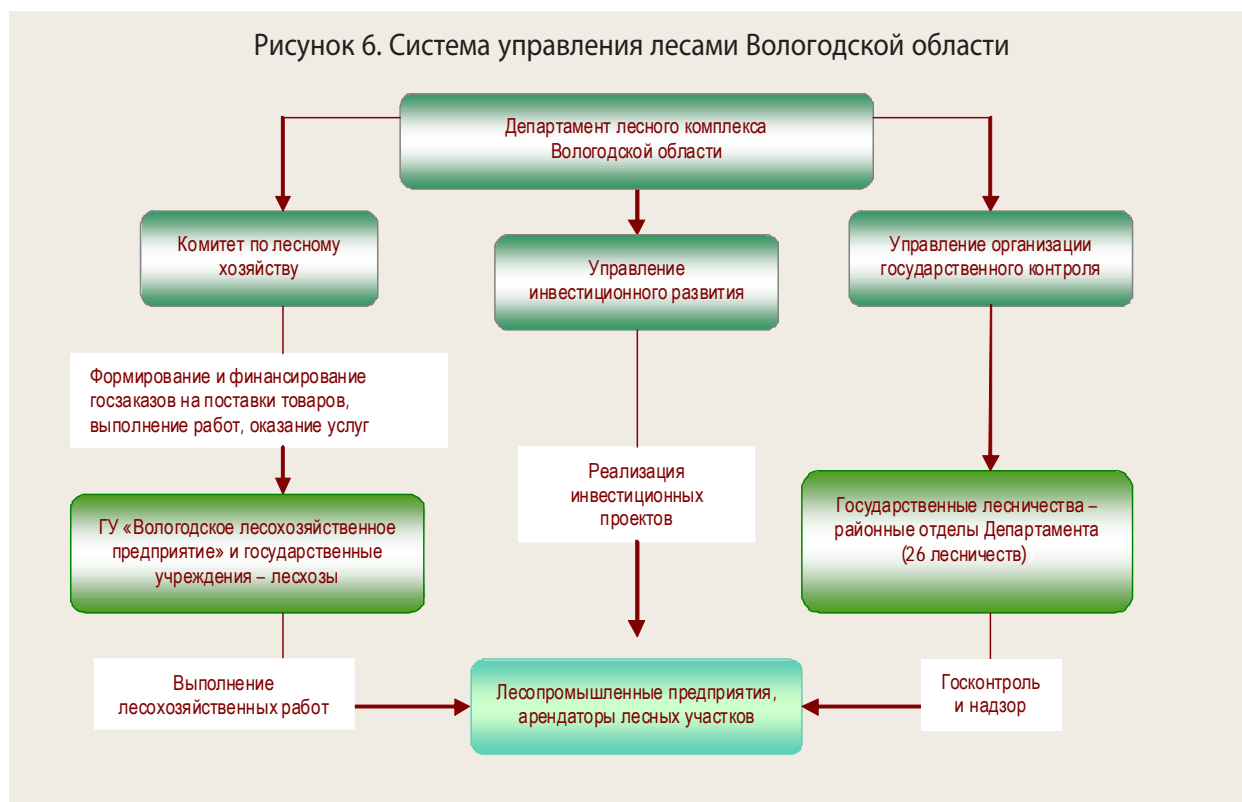 Рисунок 6. Система управления лесами Вологодской области
Департамент лесного комплекса
Вологодской области
Комитет по лесному
хозяйству
Управление
инвестиционного развития
Управление организации
государственного контроля
Формирование и финансирование
госзаказов на поставки товаров,
выполнение работ, оказание услуг
Реализация
инвестиционных
проектов
ГУ «Вологодское лесохозяйственное
предприятие» и государственные
учреждения – лесхозы
Государственные лесничества –
районные отделы Департамента
(26 лесничеств)
Выполнение
лесохозяйственных работ
Лесопромышленные предприятия,
арендаторы лесных участков
Госконтроль
и надзор